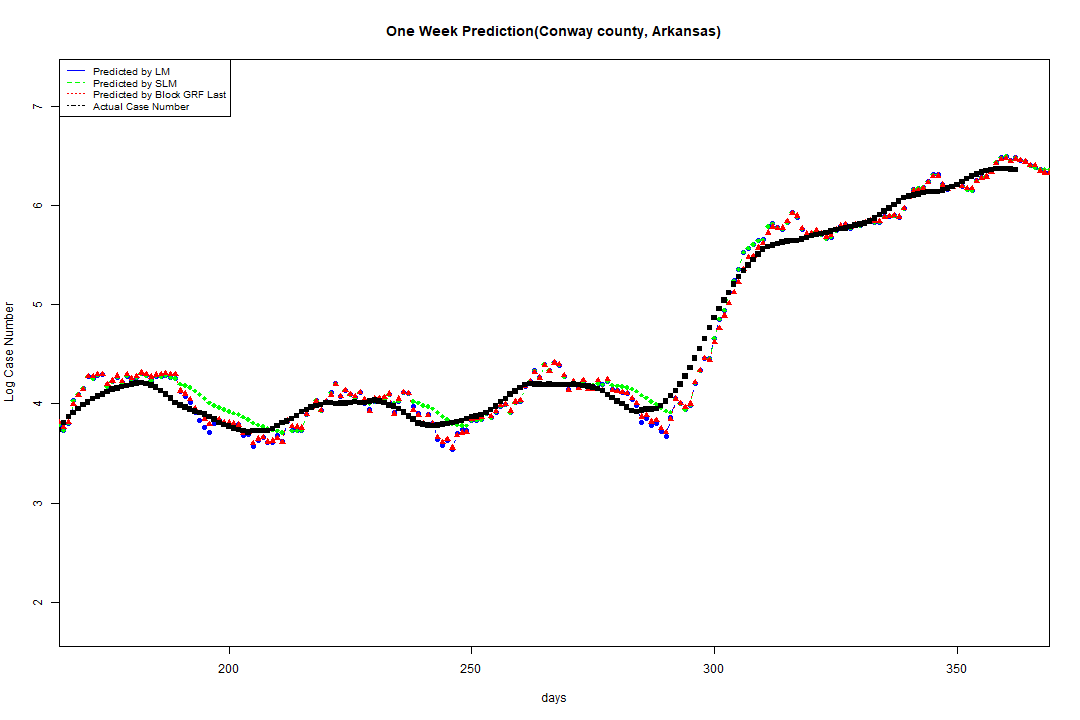 One Week Prediction(Conway county, Arkansas)
Predicted by LM
Predicted by SLM
Predicted by Block GRF Last
Actual Case Number
7
6
5
4
3
2
Log Case Number
200
250
300
350
days